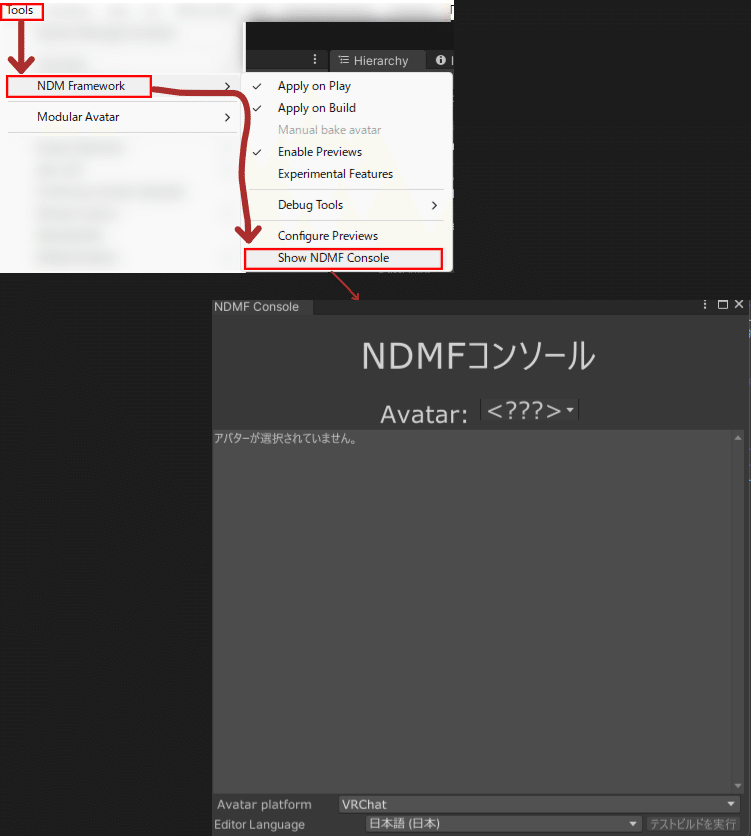 Tools
Hierarchy
NDM Framework
Apply on Play
Apply on Build
Modular Avatar
Manual bake avatar
Enable Previews
Experimental Features
Debug Tools
Configure Previews
Show NDMF Console
NDMF Console
NDMFコンソール
Avatar: <???>
アバターが選択されていません。
Avatar platform VRChat
Editor Language 日本語 (日本) テストビルドを実行